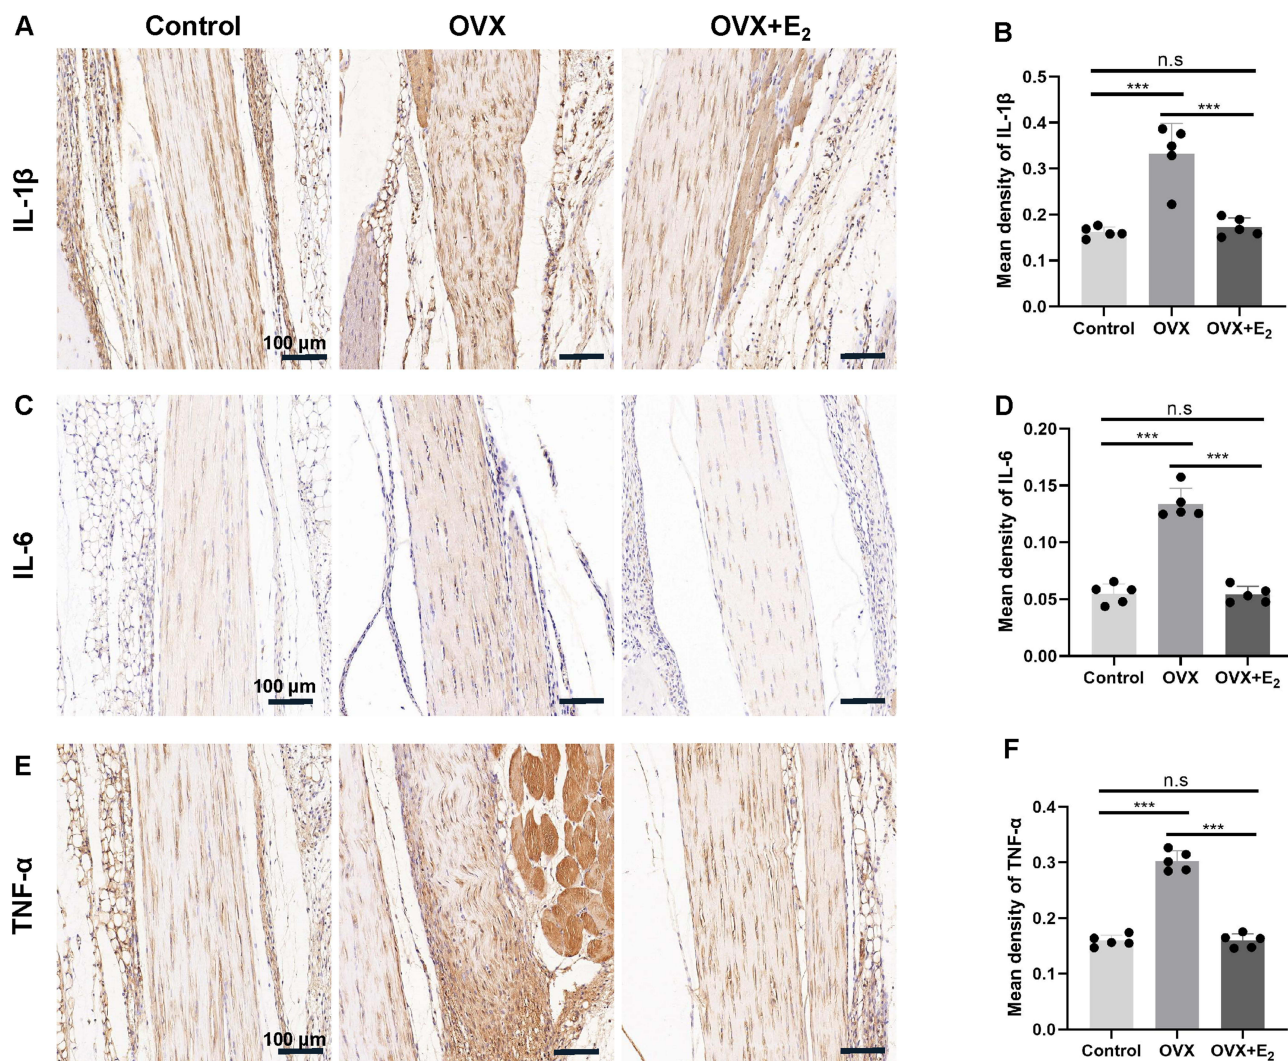 A Control OVX OVX+E₂
IL-1β
100 µm
B
n.s
***
***
Mean density of IL-1β
0.5
0.4
0.3
0.2
0.1
0.0
Control OVX OVX+E₂
C
IL-6
100 µm
D
n.s
***
***
Mean density of IL-6
0.20
0.15
0.10
0.05
0.00
Control OVX OVX+E₂
E
TNF-α
100 µm
F
n.s
***
***
Mean density of TNF-α
0.4
0.3
0.2
0.1
0.0
Control OVX OVX+E₂